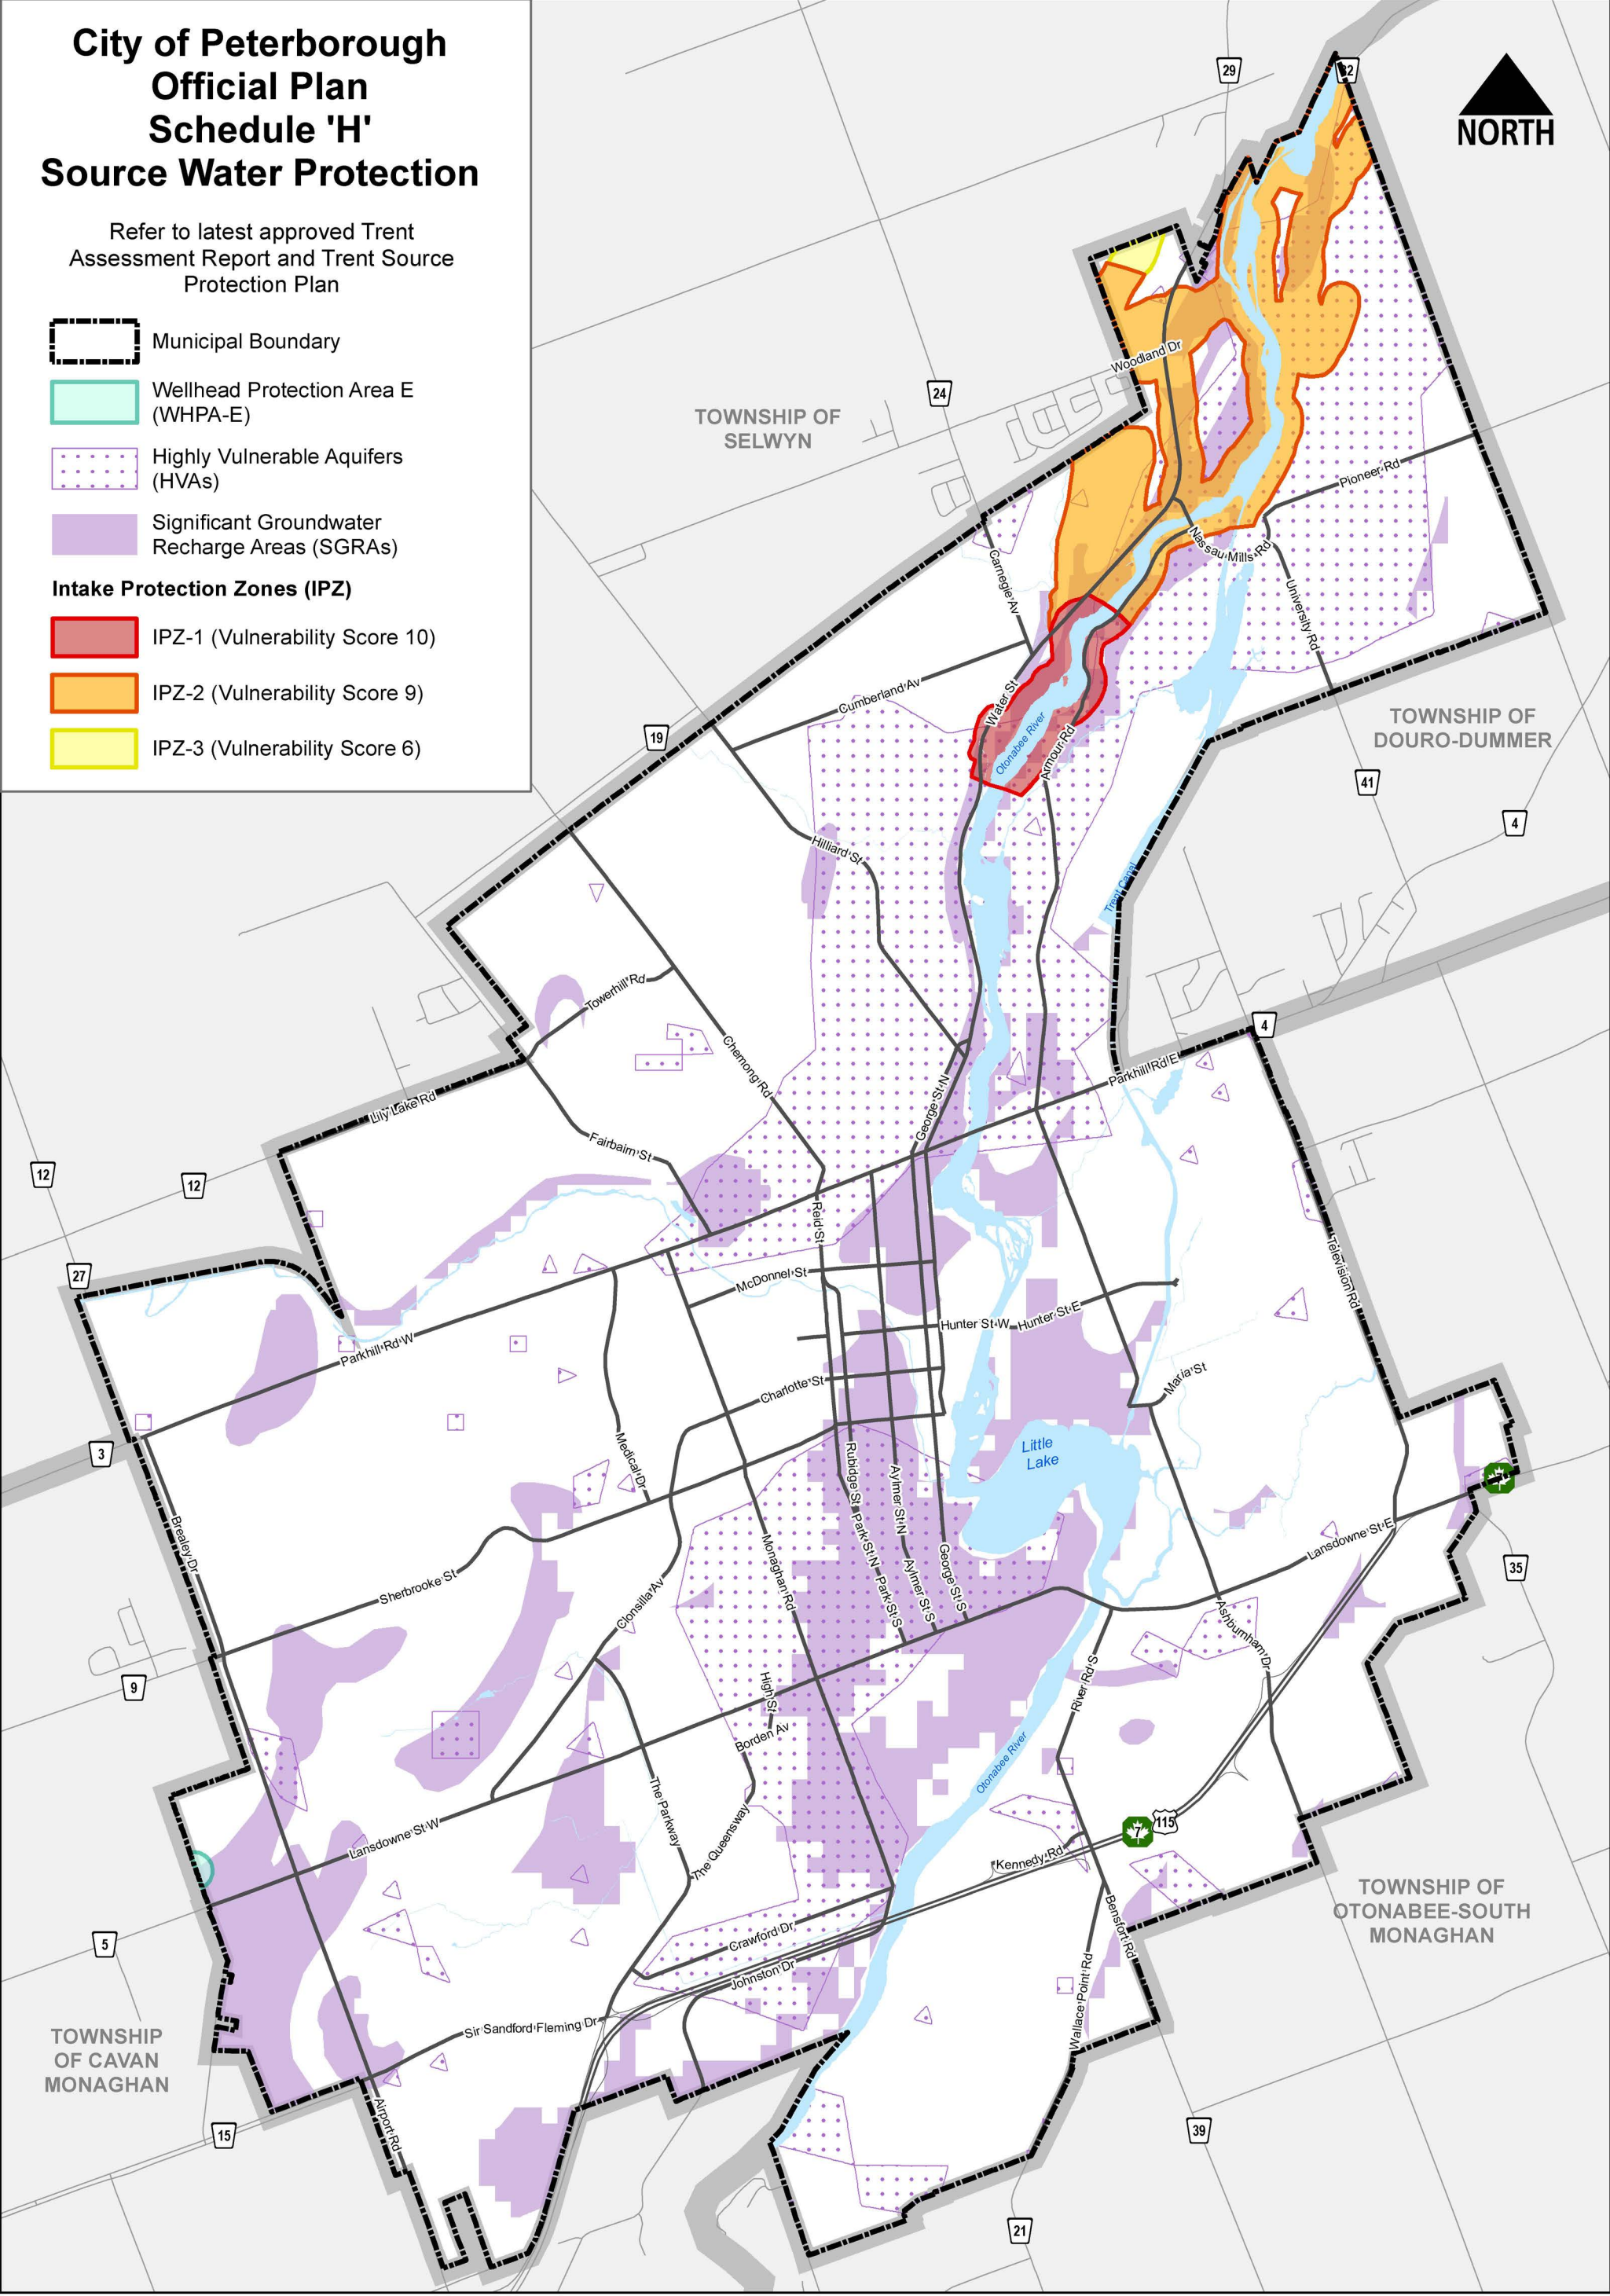 City of Peterborough
Official Plan
Schedule 'H'
Source Water Protection
Refer to latest approved Trent
Assessment Report and Trent Source
Protection Plan
Municipal Boundary
Wellhead Protection Area E
(WHPA-E)
Highly Vulnerable Aquifers
(HVAs)
Significant Groundwater
Recharge Areas (SGRAs)
Intake Protection Zones (IPZ)
IPZ-1 (Vulnerability Score 10)
IPZ-2 (Vulnerability Score 9)
IPZ-3 (Vulnerability Score 6)
NORTH
29
32
Woodland Dr
24
TOWNSHIP OF
SELWYN
Pioneer Rd
Nassau Mills Rd
Carnegie Av
University Rd
Cumberland Av
Water St
Otonabee River
Armour Rd
19
TOWNSHIP OF
DOURO-DUMMER
41
4
Hilliard St
Trent Canal
Towerhill Rd
Chemong Rd
4
Parkhill Rd E
George St N
Lily Lake Rd
Fairbairn St
12
12
Reid St
27
McDonnel St
Television Rd
Hunter St W
Hunter St E
Parkhill Rd W
Charlotte St
Maria St
3
Medical Dr
Little
Lake
Rubidge St
Aylmer St N
7
Brealey Dr
Monaghan Rd
Park St N
George St S
Lansdowne St E
35
Sherbrooke St
Clonsilla Av
Park St S
Aylmer St S
Ashburnham Dr
9
High St
River Rd S
Borden Av
Otonabee River
The Parkway
The Queensway
Lansdowne St W
7
115
Kennedy Rd
TOWNSHIP OF
OTONABEE-SOUTH
MONAGHAN
5
Crawford Dr
Bensfort Rd
Johnston Dr
Wallace Point Rd
Sir Sandford Fleming Dr
TOWNSHIP
OF CAVAN
MONAGHAN
15
Airport Rd
39
21